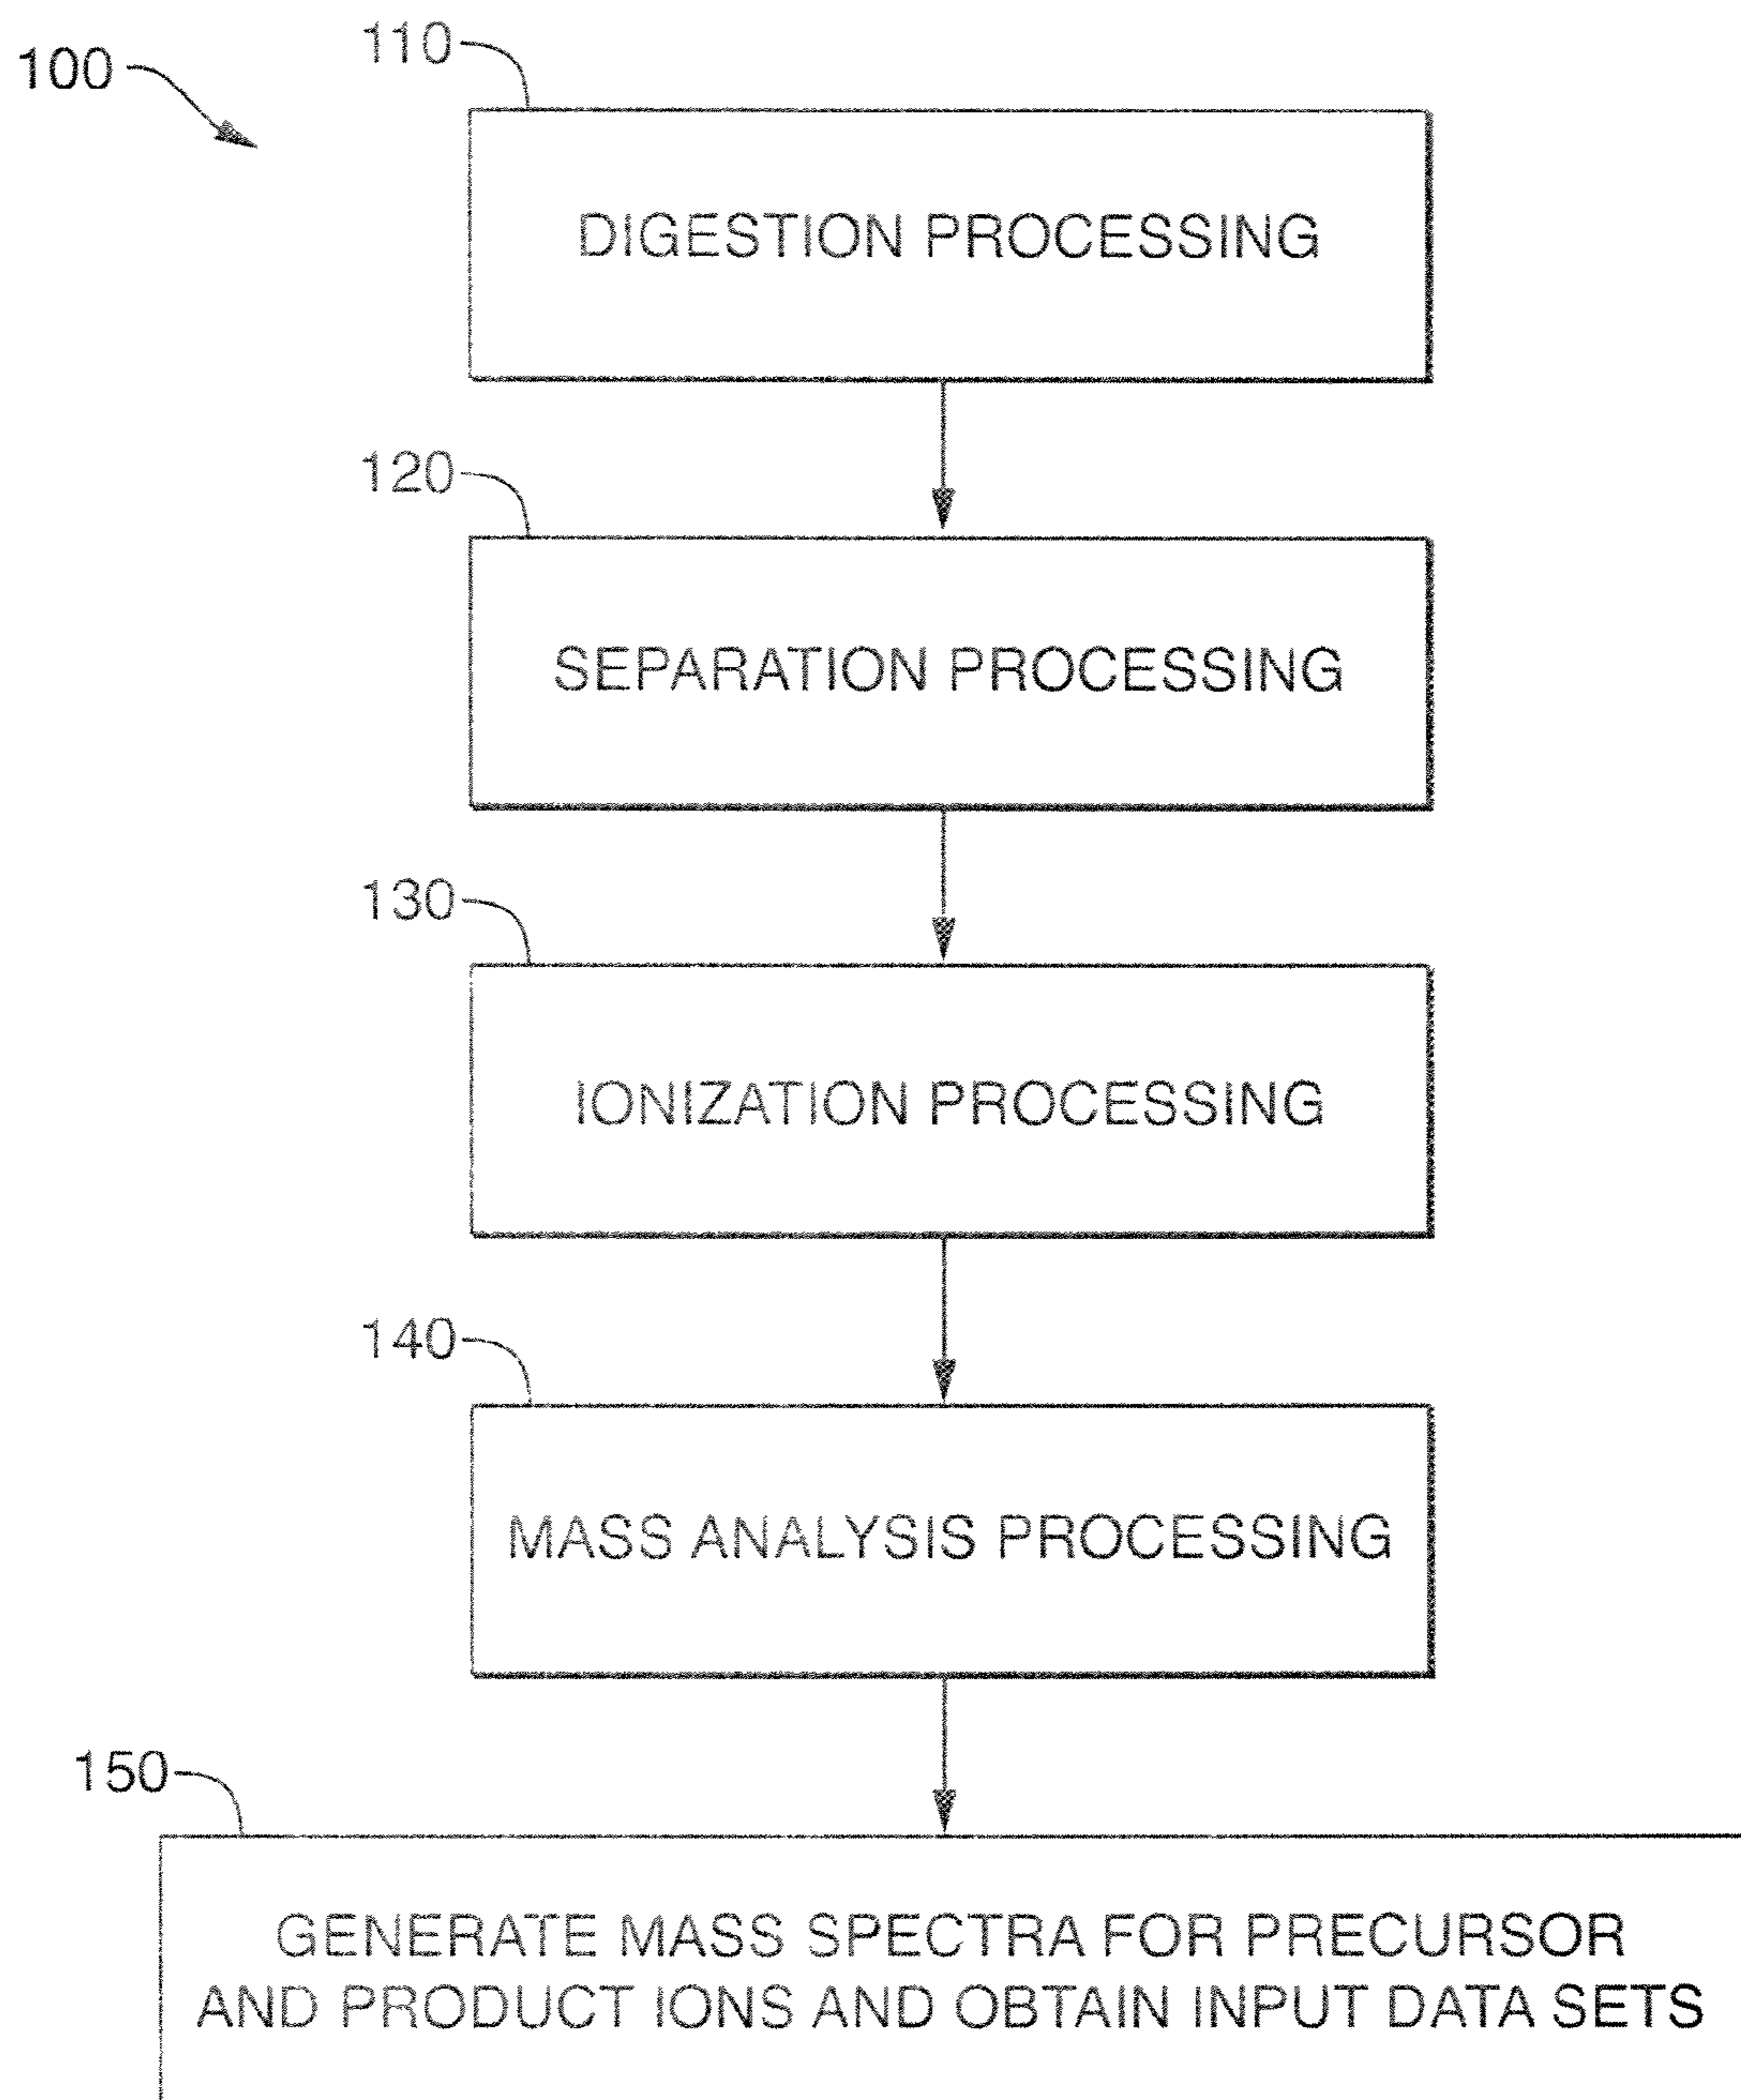 100
110
DIGESTION PROCESSING
120
SEPARATION PROCESSING
130
IONIZATION PROCESSING
140
MASS ANALYSIS PROCESSING
150
GENERATE MASS SPECTRA FOR PRECURSOR
AND PRODUCT IONS AND OBTAIN INPUT DATA SETS